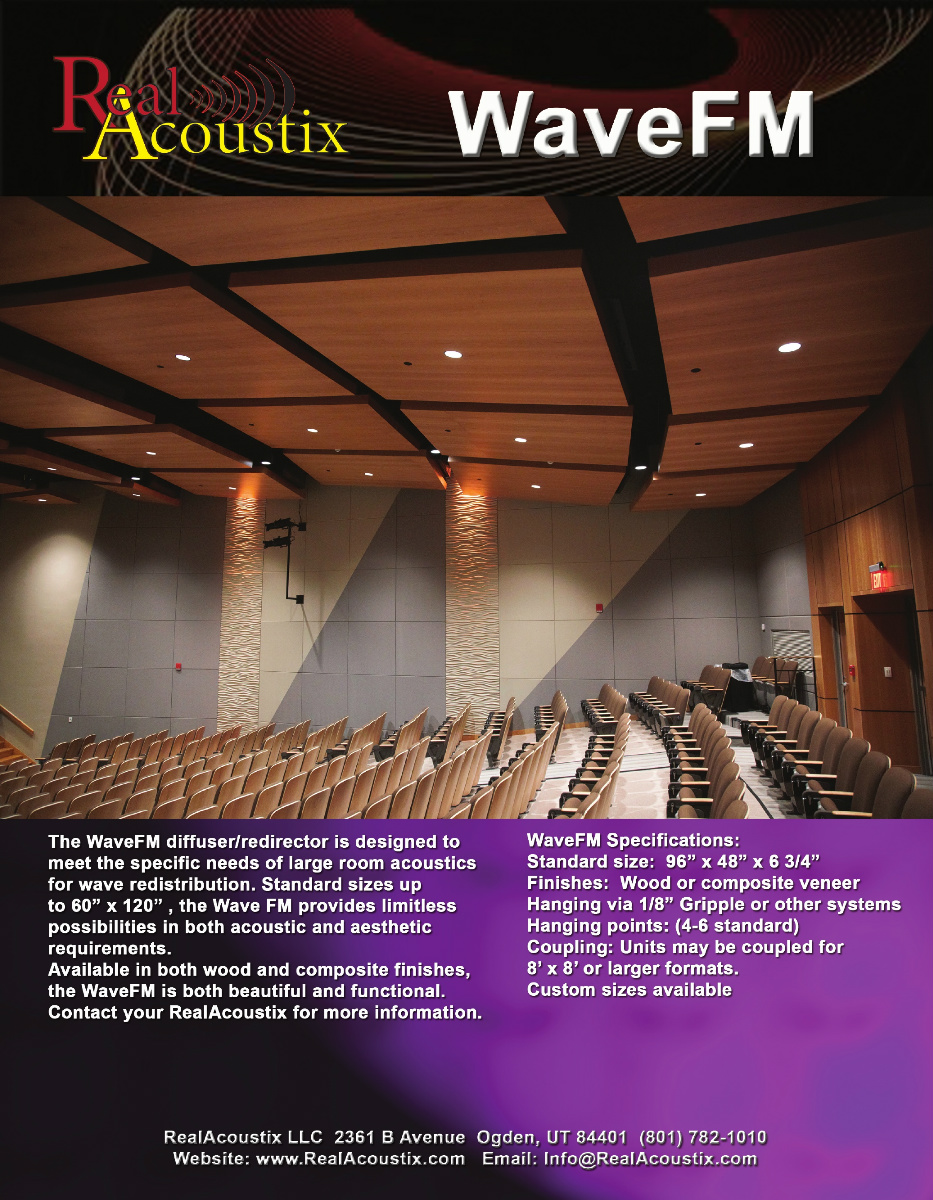 Real
Acoustix
WaveFM
EXIT
The WaveFM diffuser/redirector is designed to
meet the specific needs of large room acoustics
for wave redistribution. Standard sizes up
to 60” x 120” , the Wave FM provides limitless
possibilities in both acoustic and aesthetic
requirements.
Available in both wood and composite finishes,
the WaveFM is both beautiful and functional.
Contact your RealAcoustix for more information.
WaveFM Specifications:
Standard size:  96” x 48” x 6 3/4”
Finishes:  Wood or composite veneer
Hanging via 1/8” Gripple or other systems
Hanging points: (4-6 standard)
Coupling: Units may be coupled for
8’ x 8’ or larger formats.
Custom sizes available
RealAcoustix LLC  2361 B Avenue  Ogden, UT 84401  (801) 782-1010
Website: www.RealAcoustix.com   Email: Info@RealAcoustix.com